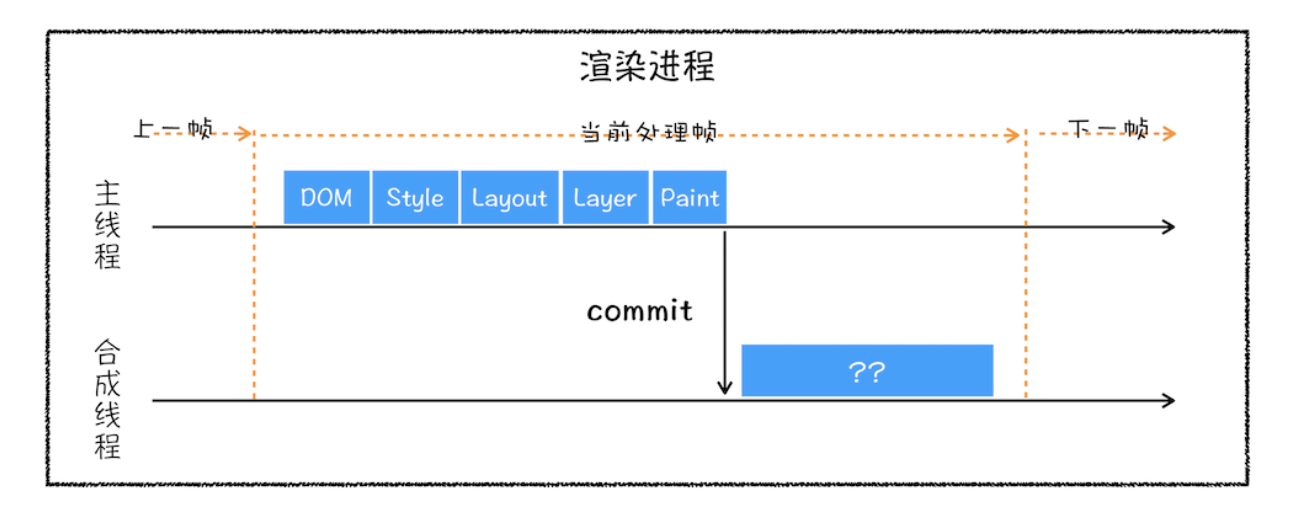 渲染进程
上一帧
当前处理帧
下一帧
主线程
DOM
Style
Layout
Layer
Paint
commit
合成线程
??